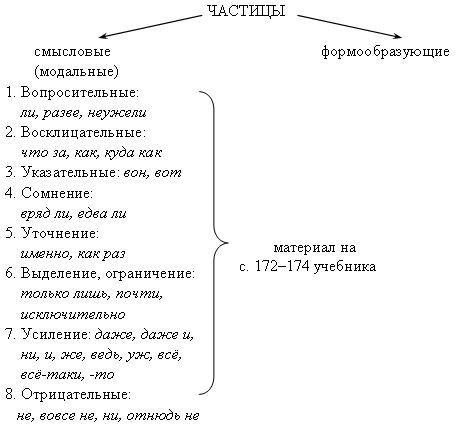 ЧАСТИЦЫ
смысловые
(модальные)
формообразующие
1. Вопросительные:
ли, разве, неужели
2. Восклицательные:
что за, как, куда как
3. Указательные: вон, вот
4. Сомнение:
вряд ли, едва ли
5. Уточнение:
именно, как раз
6. Выделение, ограничение:
только лишь, почти,
исключительно
7. Усиление: даже, даже и,
ни, и, же, ведь, уж, всё,
всё-таки, -то
8. Отрицательные:
не, вовсе не, ни, отнюдь не
материал на
с. 172–174 учебника